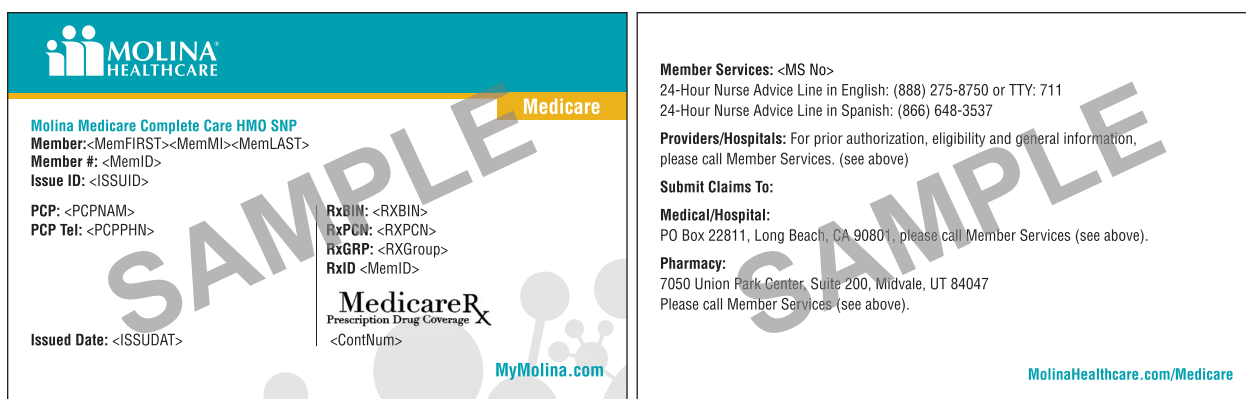 MOLINA®
HEALTHCARE
Medicare
Molina Medicare Complete Care HMO SNP
Member:<MemFIRST><MemMI><MemLAST>
Member #: <MemID>
Issue ID: <ISSUID>
PCP: <PCPNAM>
PCP Tel: <PCPPHN>
RxBIN: <RXBIN>
RxPCN: <RXPCN>
RxGRP: <RXGroup>
RxID <MemID>
MedicareRx
Prescription Drug Coverage
Issued Date: <ISSUDAT>
<ContNum>
MyMolina.com
SAMPLE
Member Services: <MS No>
24-Hour Nurse Advice Line in English: (888) 275-8750 or TTY: 711
24-Hour Nurse Advice Line in Spanish: (866) 648-3537
Providers/Hospitals: For prior authorization, eligibility and general information,
please call Member Services. (see above)
Submit Claims To:
Medical/Hospital:
PO Box 22811, Long Beach, CA 90801, please call Member Services (see above).
Pharmacy:
7050 Union Park Center, Suite 200, Midvale, UT 84047
Please call Member Services (see above).
MolinaHealthcare.com/Medicare
SAMPLE